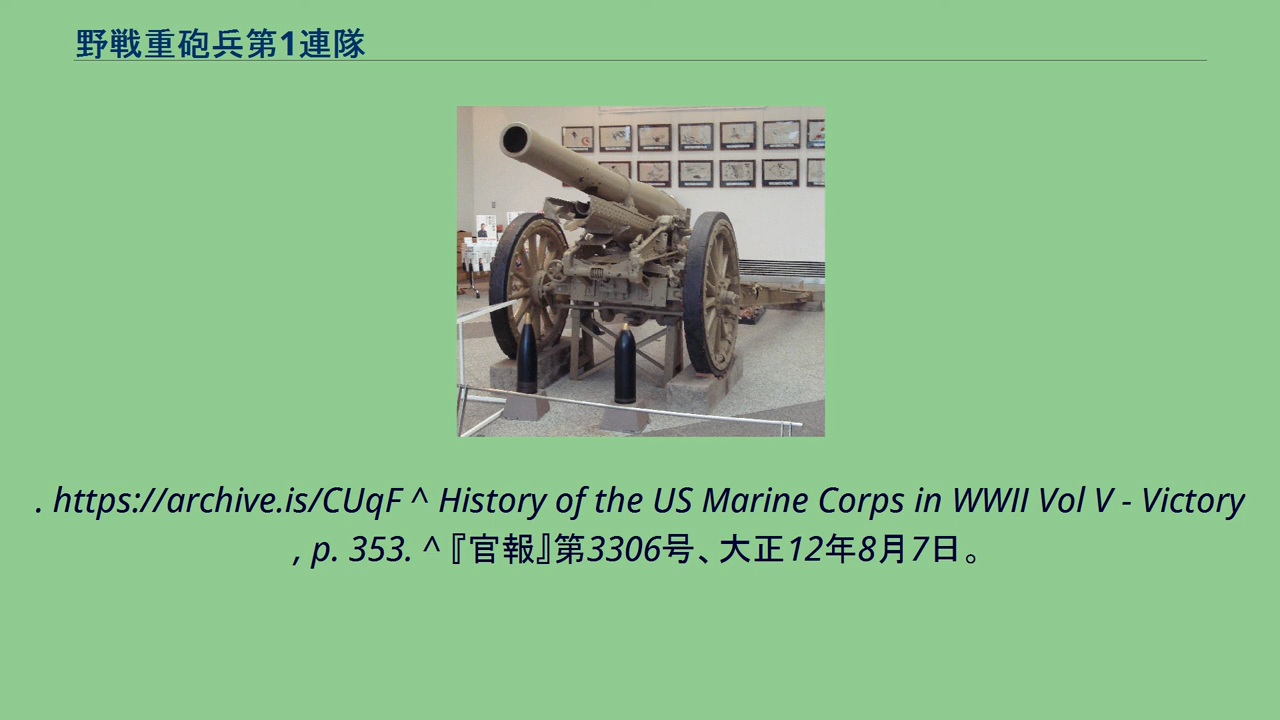 野戦重砲兵第1連隊
. https://archive.is/CUqF ^ History of the US Marine Corps in WWII Vol V - Victory
, p. 353. ^ 『官報』第3306号、大正12年8月7日。